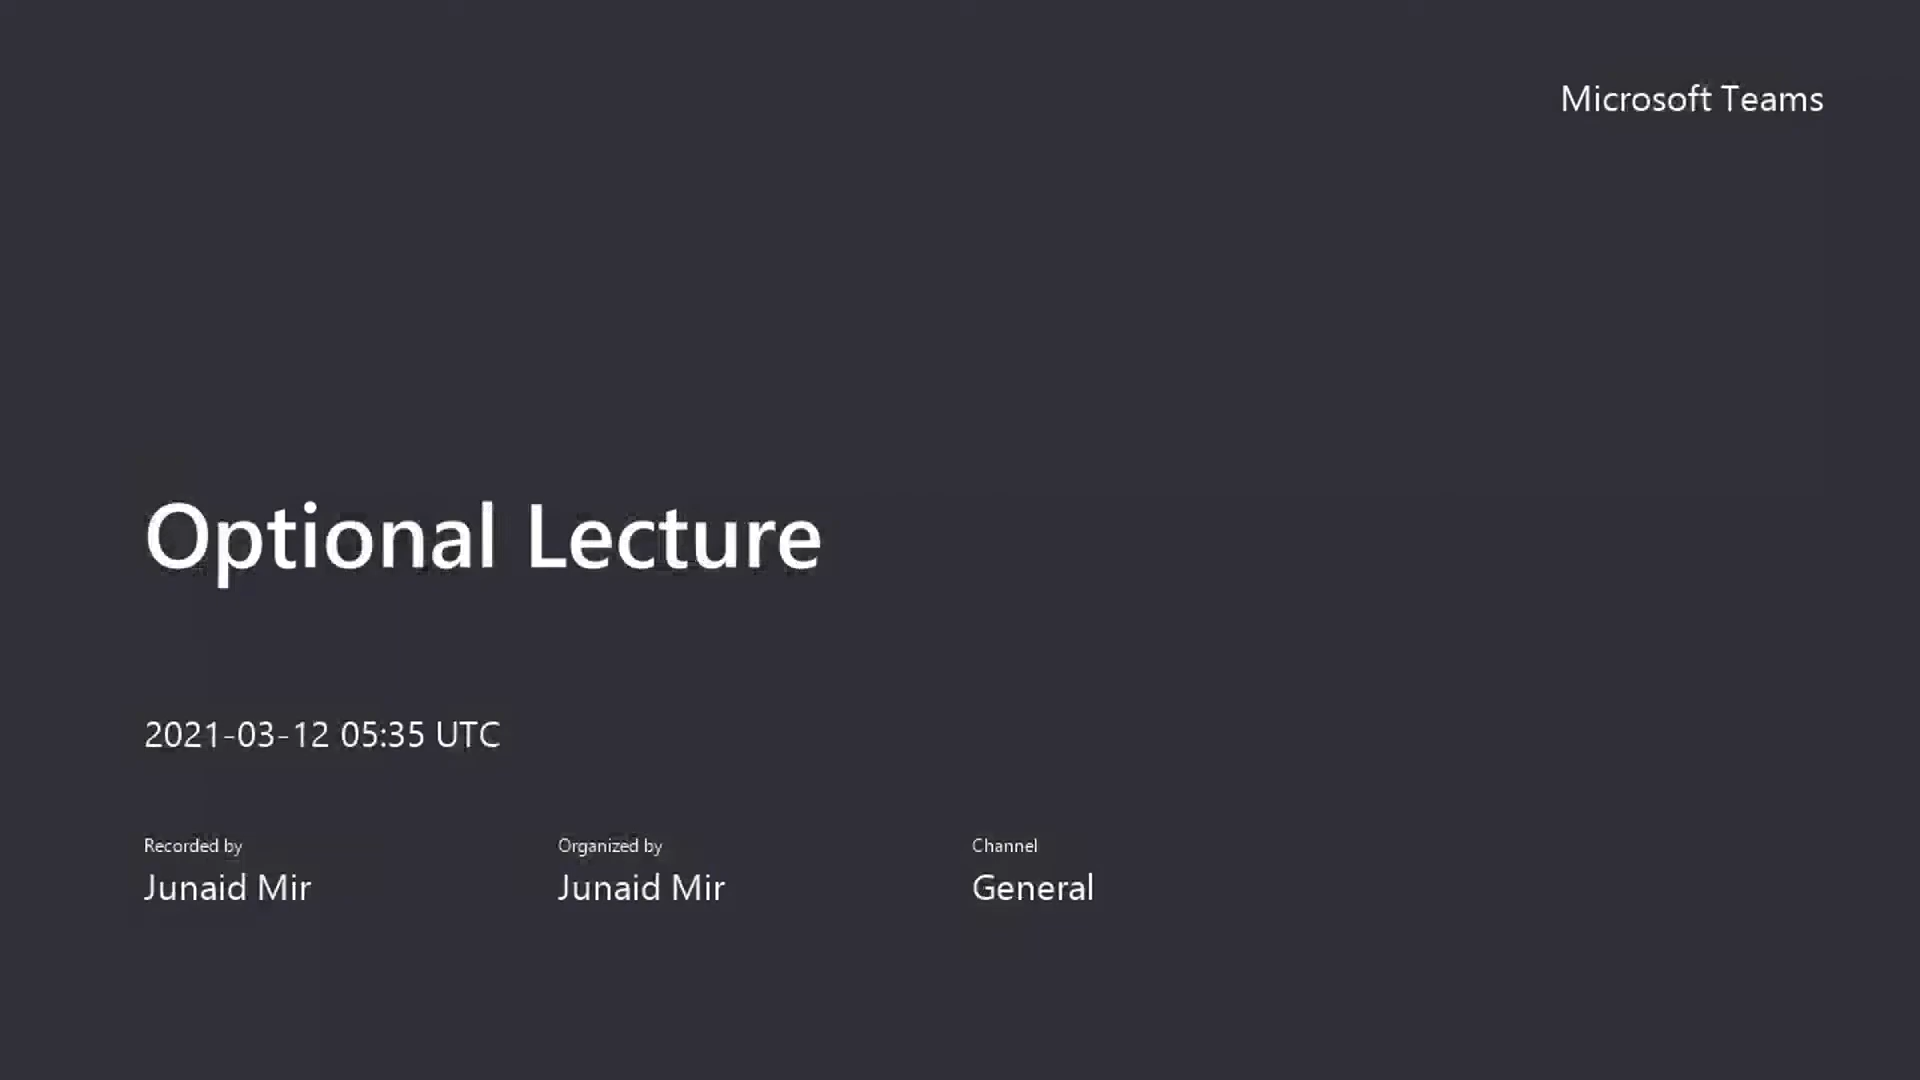 Microsoft Teams
Optional Lecture
2021-03-12 05:35 UTC
Recorded by
Junaid Mir
Organized by
Junaid Mir
Channel
General